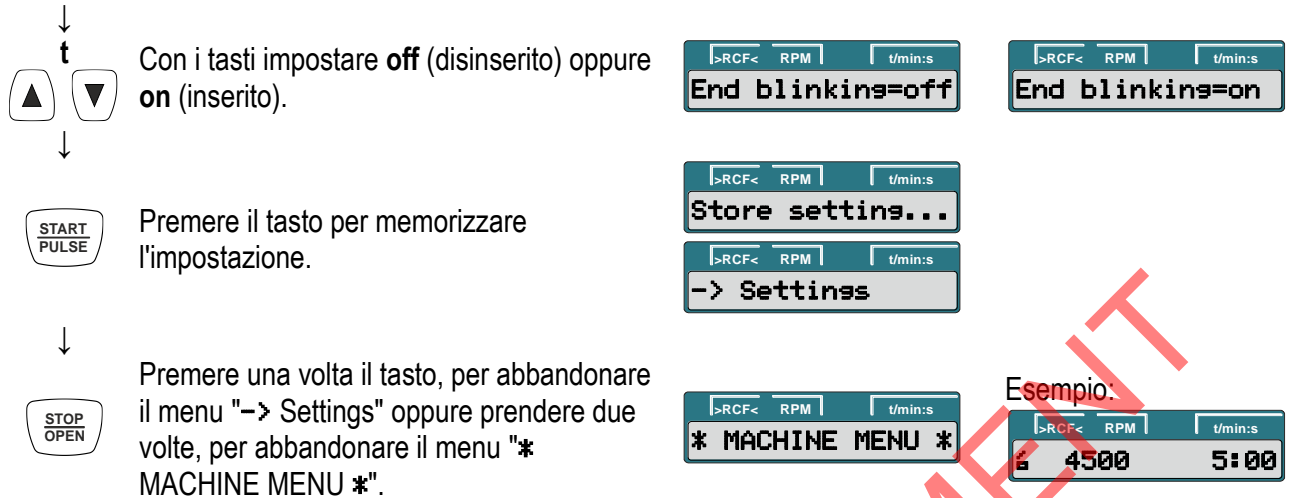 ↓
t
Con i tasti impostare off (disinserito) oppure
on (inserito).
>RCF< RPM t/min:s
End blinking=off
>RCF< RPM t/min:s
End blinking=on
↓
START
PULSE
Premere il tasto per memorizzare
l'impostazione.
>RCF< RPM t/min:s
Store setting...
>RCF< RPM t/min:s
-> Settings
↓
STOP
OPEN
Premere una volta il tasto, per abbandonare
il menu "-> Settings" oppure prendere due
volte, per abbandonare il menu "*
MACHINE MENU *".
>RCF< RPM t/min:s
* MACHINE MENU *
Esempio:
>RCF< RPM t/min:s
4500 5:00
MENT